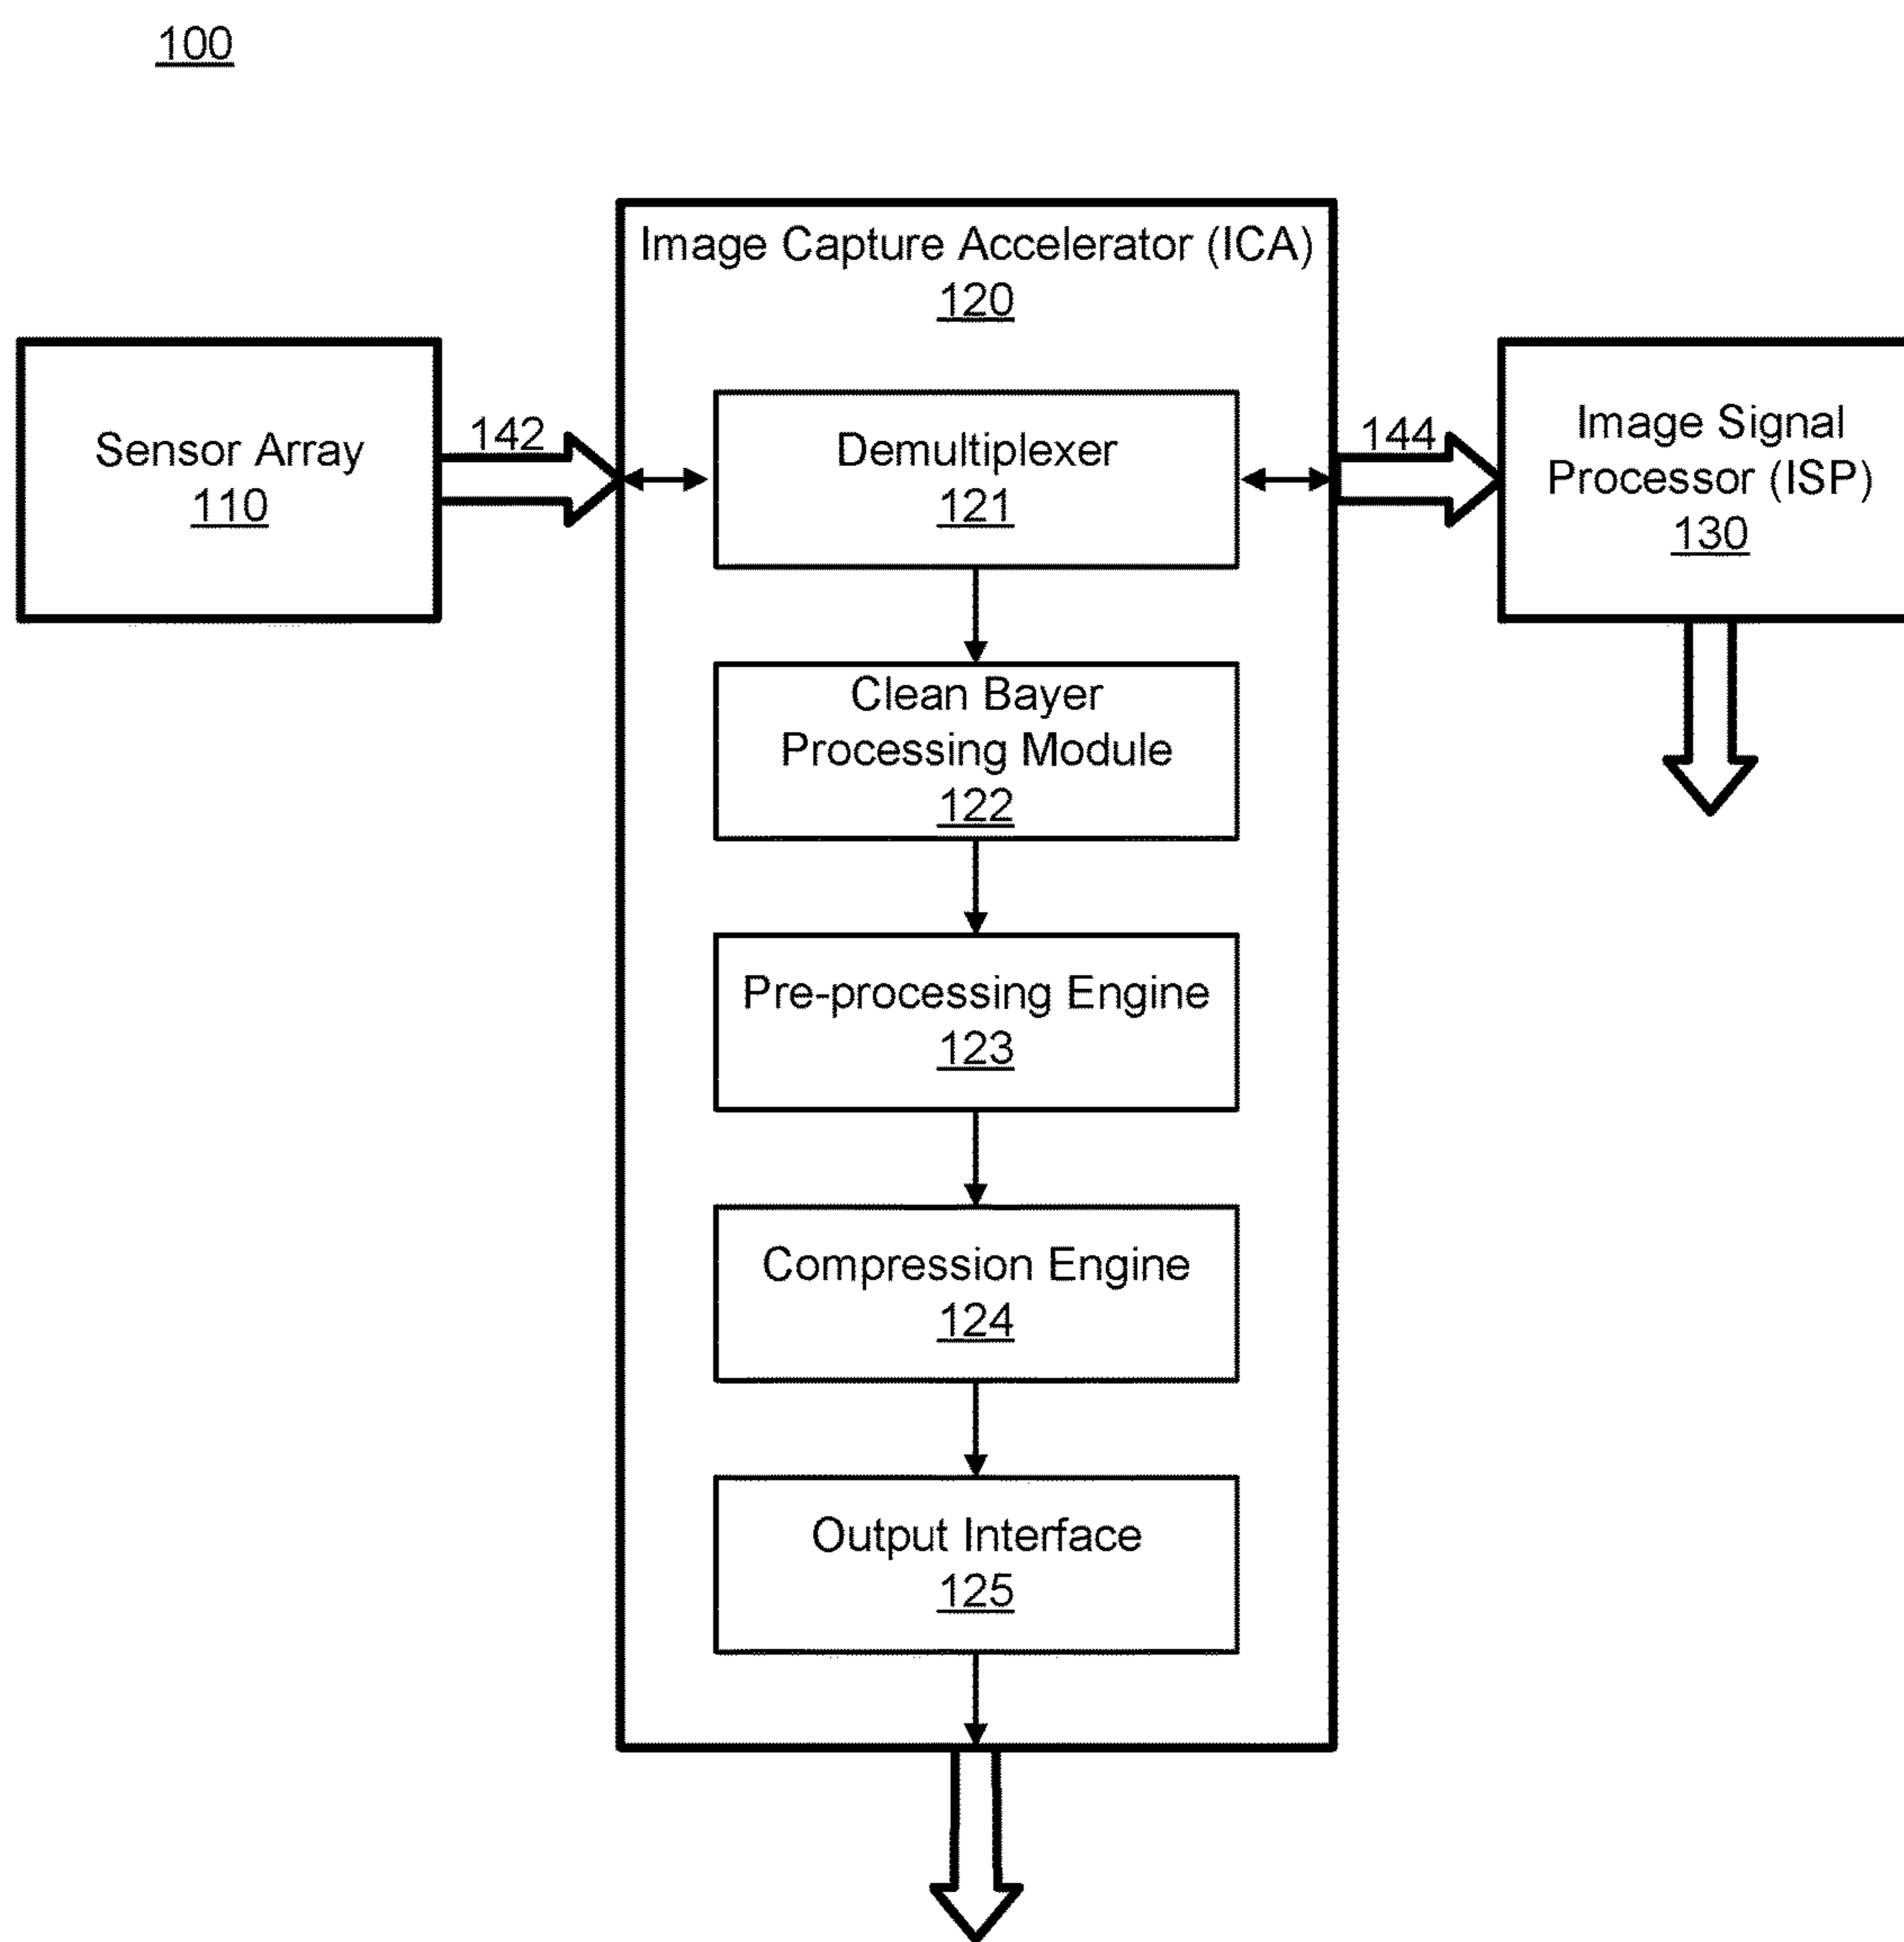 100
Image Capture Accelerator (ICA)
120
Sensor Array
110
142
Demultiplexer
121
144
Image Signal
Processor (ISP)
130
Clean Bayer
Processing Module
122
Pre-processing Engine
123
Compression Engine
124
Output Interface
125